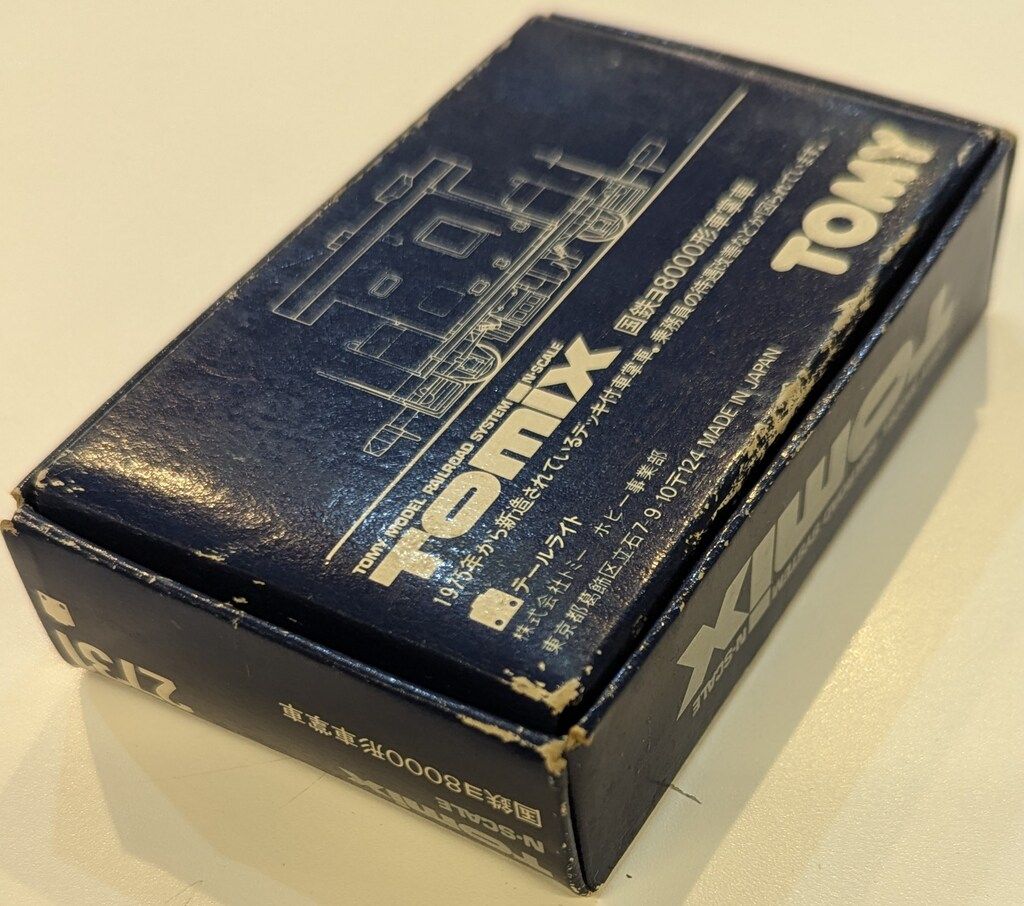 TOMY MODEL RAILROAD SYSTEM N-SCALE
Tomix 国鉄ヨ8000形車掌車
1975年から新造されているデッキ付車掌車。乗務員の待遇改善などが図られています。
テールライト
株式会社トミー ホビー事業部
東京都葛飾区立石7-9-10〒124 MADE IN JAPAN
TOMY
2731
国鉄ヨ8000形車掌車
N-SCALE
Tomix
TOMIX
N-SCALE